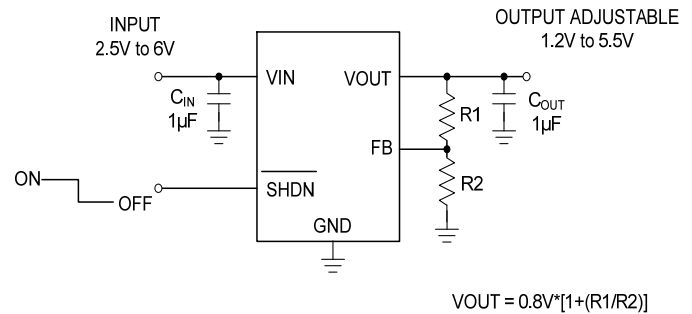 INPUT
2.5V to 6V
OUTPUT ADJUSTABLE
1.2V to 5.5V
VIN
VOUT
CIN
1µF
R1
COUT
1µF
FB
R2
ON
OFF
SHDN
GND
VOUT = 0.8V*[1+(R1/R2)]